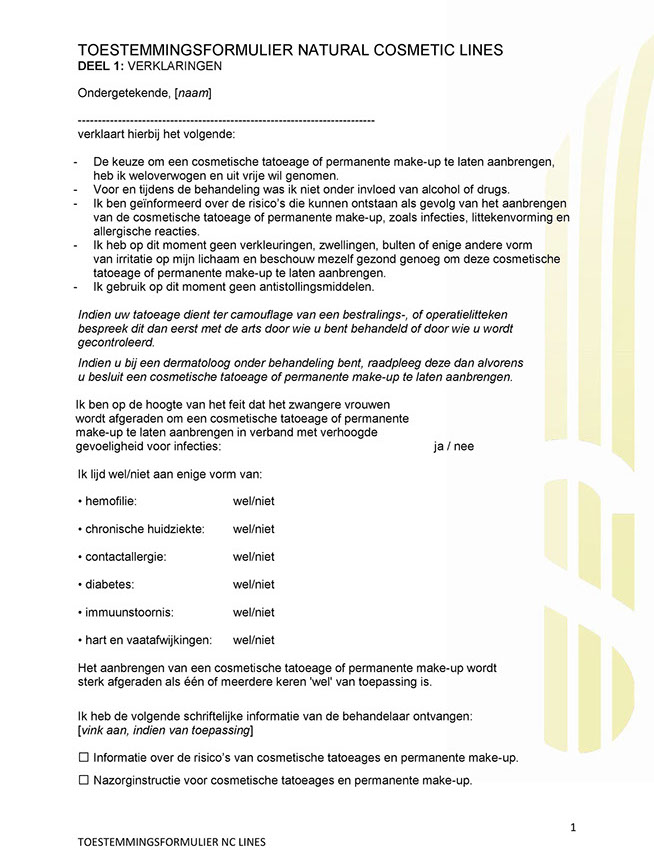 TOESTEMMINGSFORMULIER NATURAL COSMETIC LINES
DEEL 1: VERKLARINGEN
Ondergetekende, [naam]
--------------------------------------------------------------------------
verklaart hierbij het volgende:
- De keuze om een cosmetische tatoeage of permanente make-up te laten aanbrengen,
heb ik weloverwogen en uit vrije wil genomen.
- Voor en tijdens de behandeling was ik niet onder invloed van alcohol of drugs.
- Ik ben geïnformeerd over de risico’s die kunnen ontstaan als gevolg van het aanbrengen
van de cosmetische tatoeage of permanente make-up, zoals infecties, littekenvorming en
allergische reacties.
- Ik heb op dit moment geen verkleuringen, zwellingen, bulten of enige andere vorm
van irritatie op mijn lichaam en beschouw mezelf gezond genoeg om deze cosmetische
tatoeage of permanente make-up te laten aanbrengen.
- Ik gebruik op dit moment geen antistollingsmiddelen.
Indien uw tatoeage dient ter camouflage van een bestralings-, of operatielitteken
bespreek dit dan eerst met de arts door wie u bent behandeld of door wie u wordt
gecontroleerd.
Indien u bij een dermatoloog onder behandeling bent, raadpleeg deze dan alvorens
u besluit een cosmetische tatoeage of permanente make-up te laten aanbrengen.
Ik ben op de hoogte van het feit dat het zwangere vrouwen
wordt afgeraden om een cosmetische tatoeage of permanente
make-up te laten aanbrengen in verband met verhoogde
gevoeligheid voor infecties: ja / nee
Ik lijd wel/niet aan enige vorm van:
• hemofilie: wel/niet
• chronische huidziekte: wel/niet
• contactallergie: wel/niet
• diabetes: wel/niet
• immuunstoornis: wel/niet
• hart en vaatafwijkingen: wel/niet
Het aanbrengen van een cosmetische tatoeage of permanente make-up wordt
sterk afgeraden als één of meerdere keren 'wel' van toepassing is.
Ik heb de volgende schriftelijke informatie van de behandelaar ontvangen:
[vink aan, indien van toepassing]
☐ Informatie over de risico’s van cosmetische tatoeages en permanente make-up.
☐ Nazorginstructie voor cosmetische tatoeages en permanente make-up.
1
TOESTEMMINGSFORMULIER NC LINES